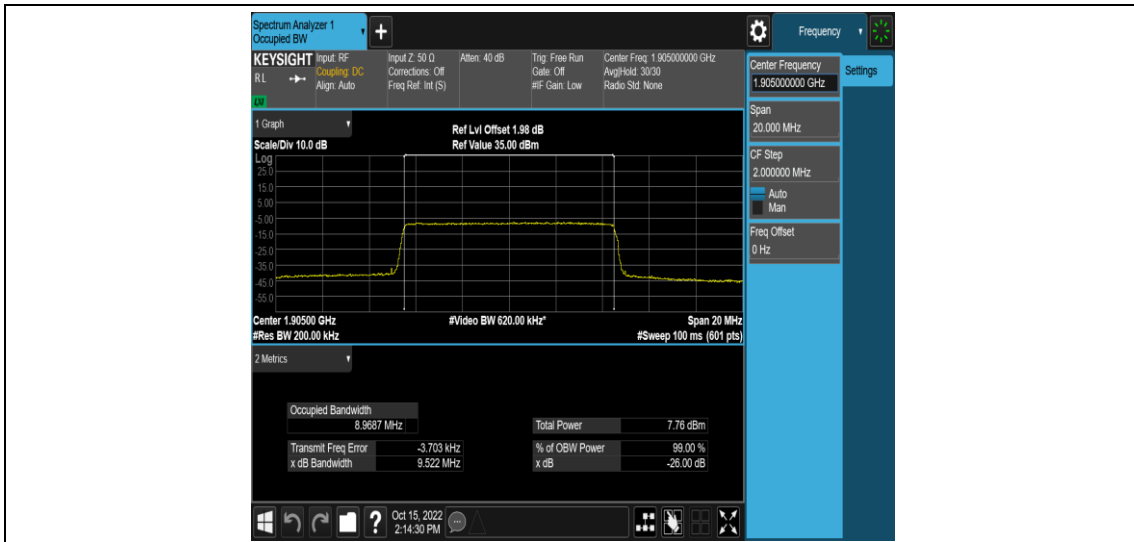 Spectrum Analyzer 1
Occupied BW
+
Frequency
KEYSIGHT
RL
LXI
Input: RF
Coupling: DC
Align: Auto
Input Z: 50 Ω
Corrections: Off
Freq Ref: Int (S)
Atten: 40 dB
Trig: Free Run
Gate: Off
#IF Gain: Low
Center Freq: 1.905000000 GHz
Avg|Hold: 30/30
Radio Std: None
Center Frequency
1.905000000 GHz
Settings
Span
20.000 MHz
CF Step
2.000000 MHz
Auto
Man
Freq Offset
0 Hz
1 Graph
Scale/Div 10.0 dB
Ref Lvl Offset 1.98 dB
Ref Value 35.00 dBm
Log
25.0
15.0
5.00
-5.00
-15.0
-25.0
-35.0
-45.0
-55.0
Center 1.90500 GHz
#Res BW 200.00 kHz
#Video BW 620.00 kHz*
Span 20 MHz
#Sweep 100 ms (601 pts)
2 Metrics
Occupied Bandwidth
8.9687 MHz
Total Power 7.76 dBm
Transmit Freq Error -3.703 kHz
% of OBW Power 99.00 %
x dB Bandwidth 9.522 MHz
x dB -26.00 dB
?
Oct 15, 2022
2:14:30 PM